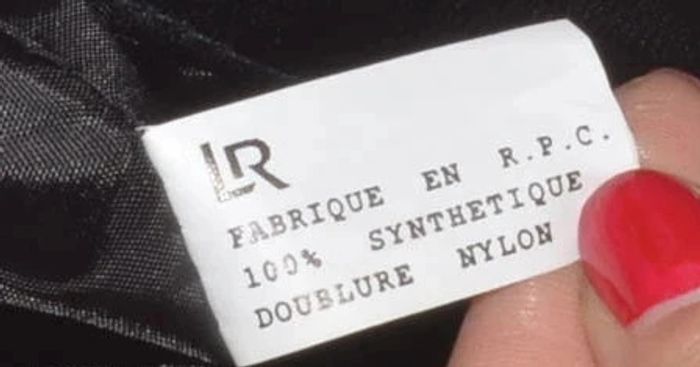 LR
FABRIQUE EN R.P.C.
100% SYNTHETIQUE
DOUBLURE NYLON